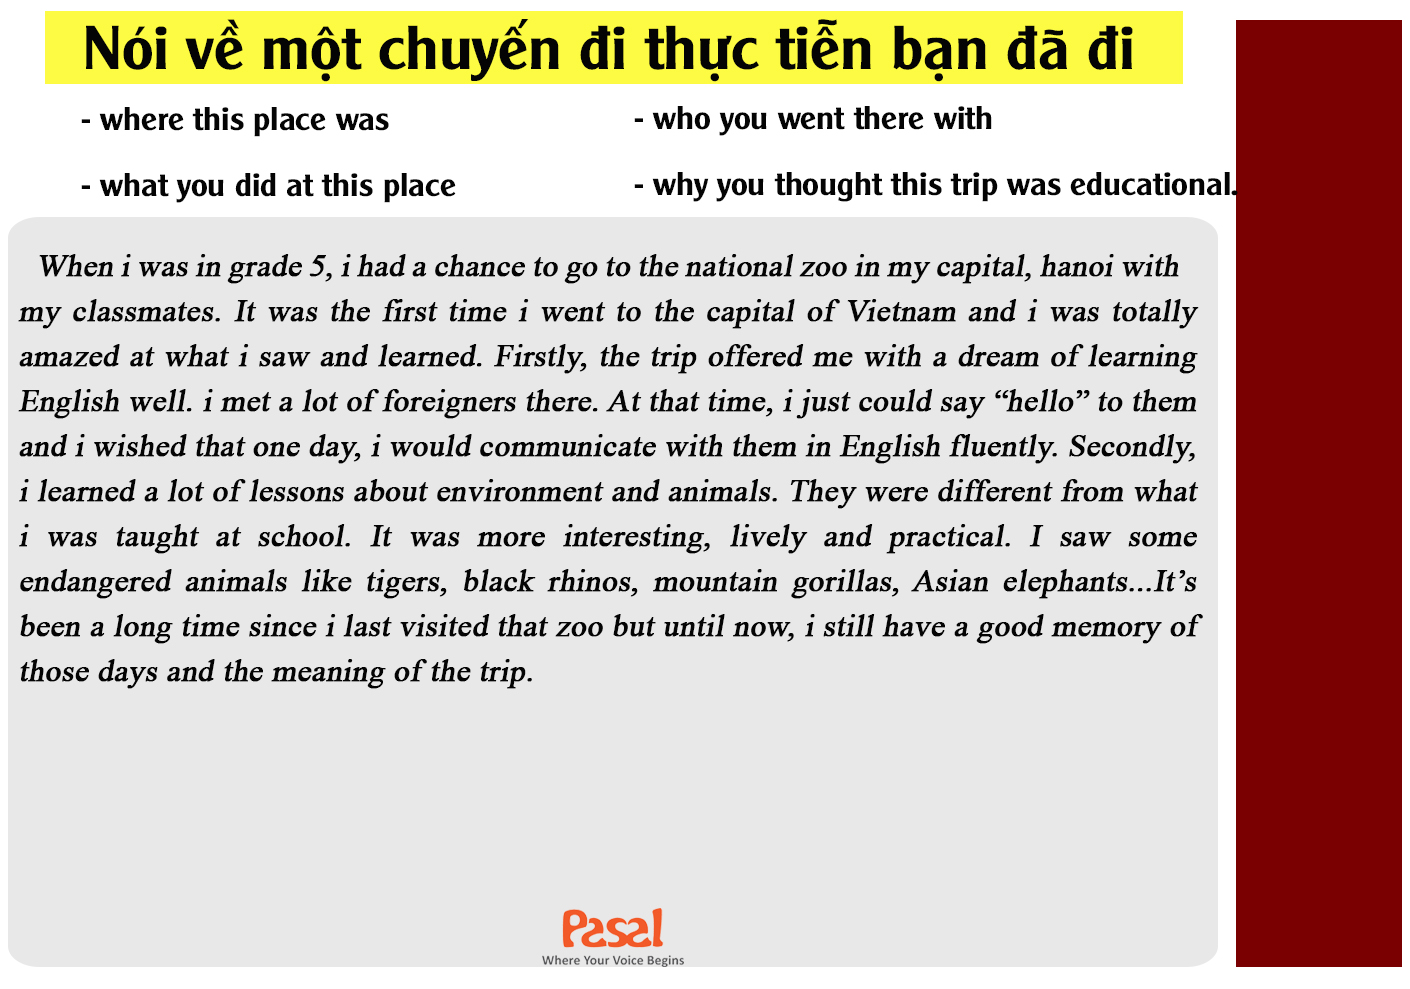 Nói về một chuyến đi thực tiễn bạn đã đi
- where this place was
- who you went there with
- what you did at this place
- why you thought this trip was educational.
When i was in grade 5, i had a chance to go to the national zoo in my capital, hanoi with
my classmates. It was the first time i went to the capital of Vietnam and i was totally
amazed at what i saw and learned. Firstly, the trip offered me with a dream of learning
English well. i met a lot of foreigners there. At that time, i just could say “hello” to them
and i wished that one day, i would communicate with them in English fluently. Secondly,
i learned a lot of lessons about environment and animals. They were different from what
i was taught at school. It was more interesting, lively and practical. I saw some
endangered animals like tigers, black rhinos, mountain gorillas, Asian elephants...It’s
been a long time since i last visited that zoo but until now, i still have a good memory of
those days and the meaning of the trip.
Pasal
Where Your Voice Begins